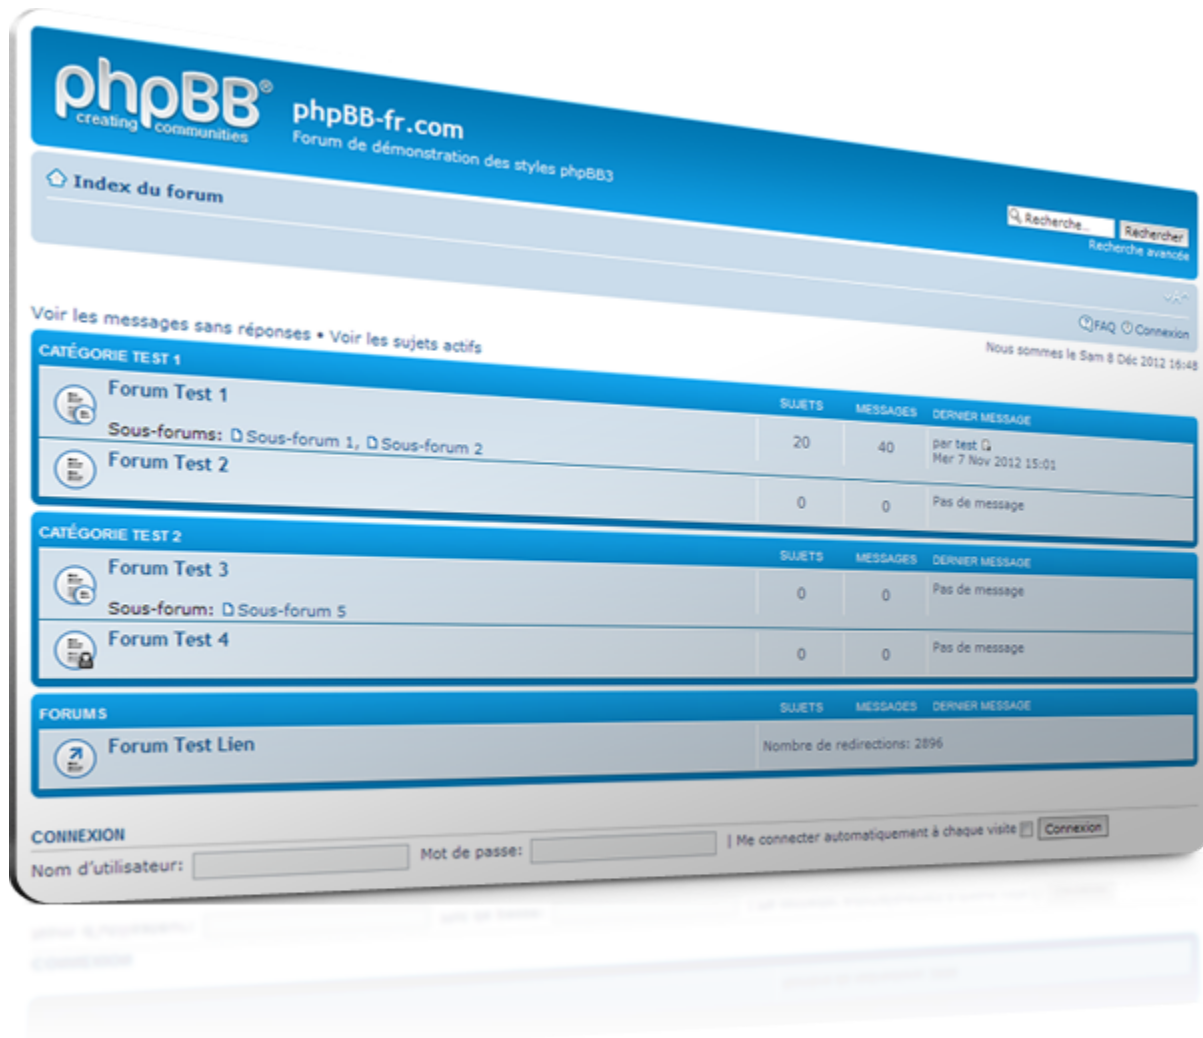 phpBB®
creating communities
phpBB-fr.com
Forum de démonstration des styles phpBB3
Recherche... Rechercher
Recherche avancée
Index du forum
FAQ Connexion
Nous sommes le Sam 8 Déc 2012 16:48
Voir les messages sans réponses • Voir les sujets actifs
CATÉGORIE TEST 1 SUJETS MESSAGES DERNIER MESSAGE
Forum Test 1
Sous-forums: Sous-forum 1, Sous-forum 2
20 40 par test
Mer 7 Nov 2012 15:01
Forum Test 2
0 0 Pas de message
CATÉGORIE TEST 2 SUJETS MESSAGES DERNIER MESSAGE
Forum Test 3
Sous-forum: Sous-forum 5
0 0 Pas de message
Forum Test 4
0 0 Pas de message
FORUMS SUJETS MESSAGES DERNIER MESSAGE
Forum Test Lien Nombre de redirections: 2896
CONNEXION
Nom d'utilisateur: Mot de passe: | Me connecter automatiquement à chaque visite Connexion